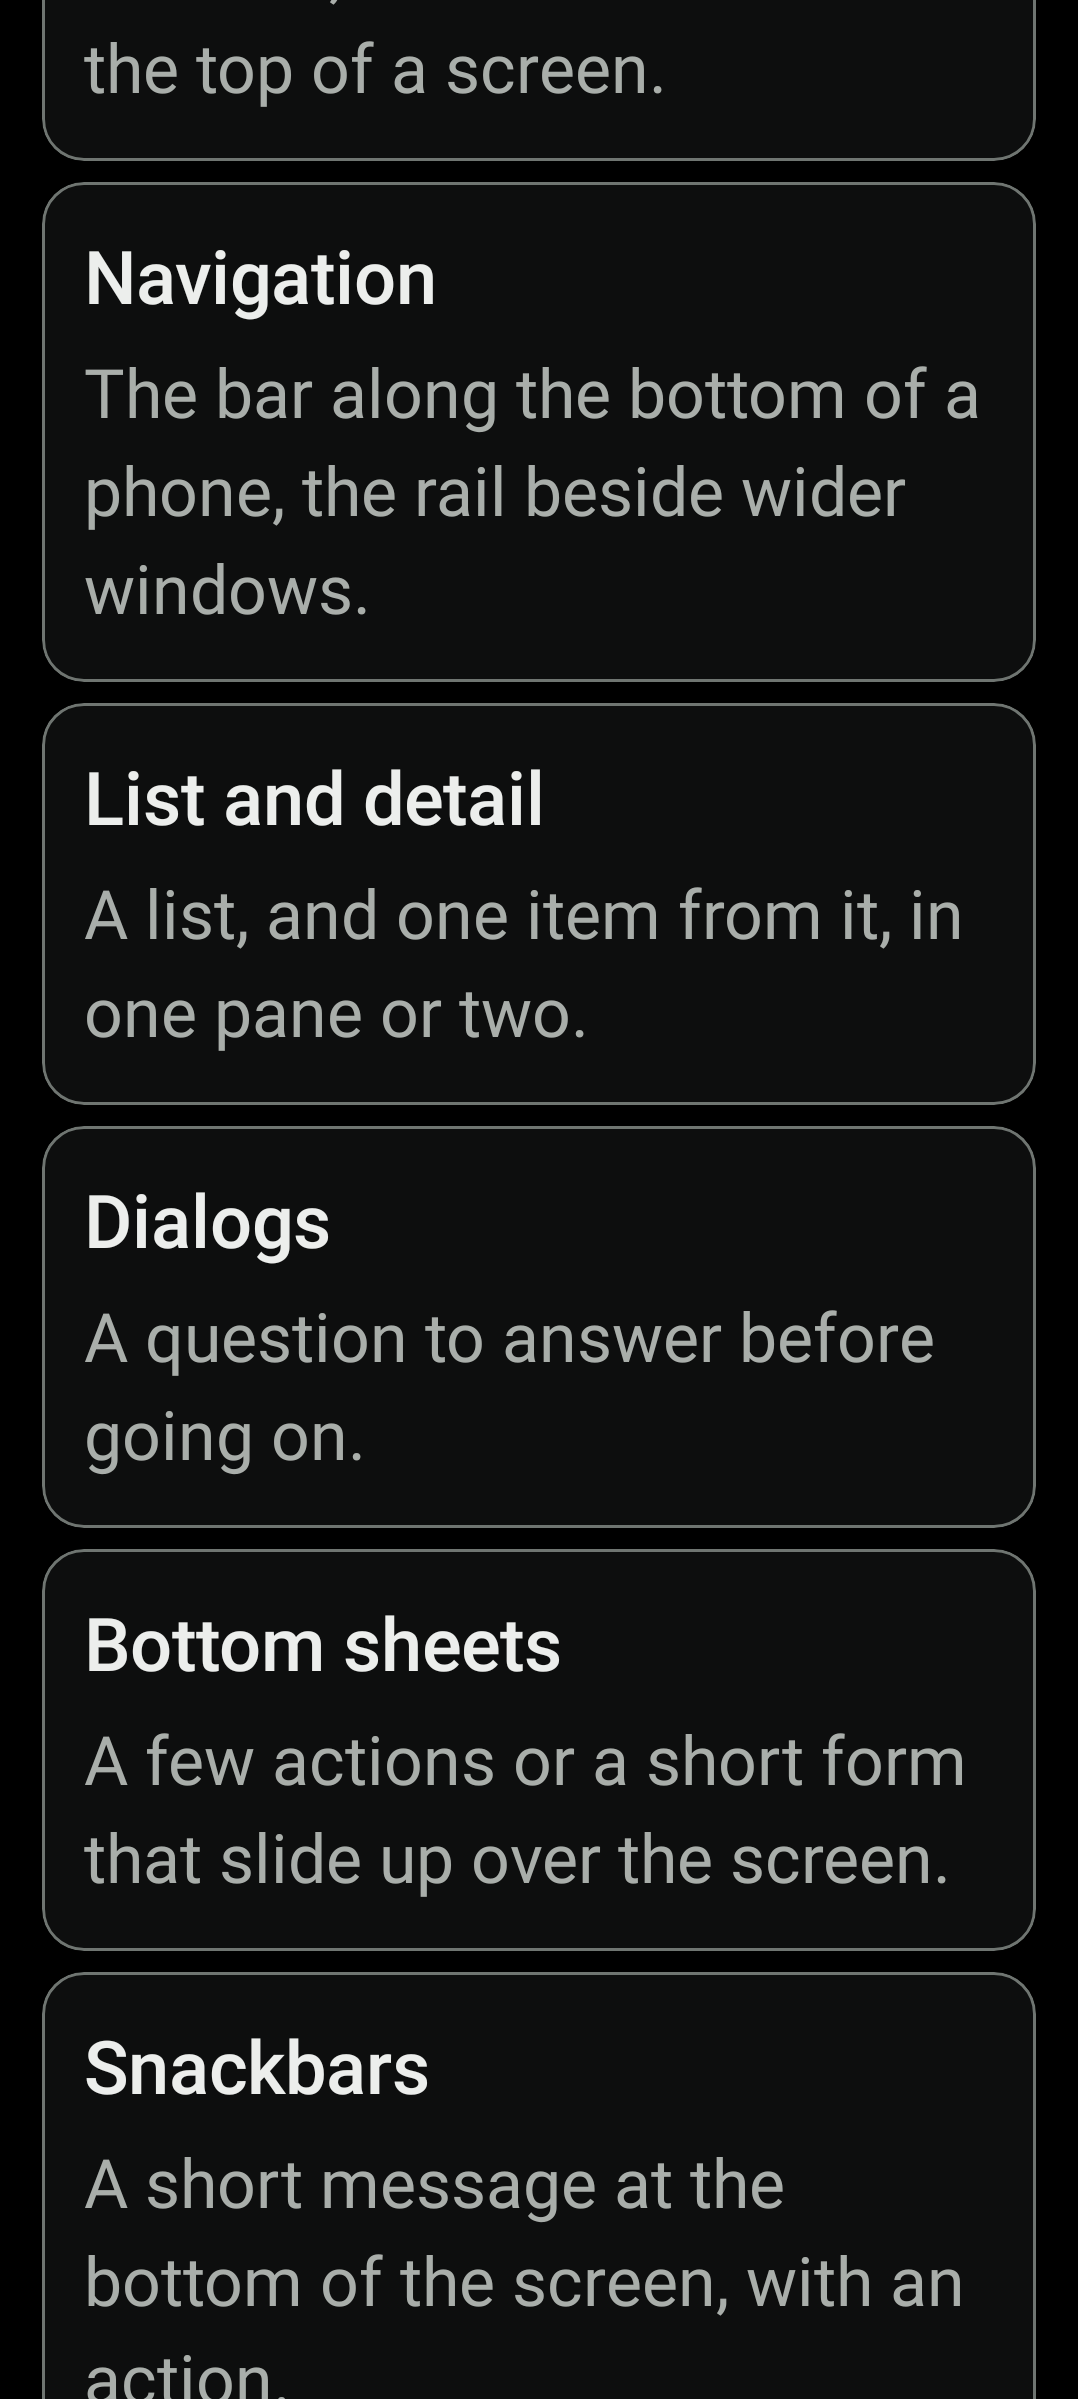 the top of a screen.
Navigation
The bar along the bottom of a
phone, the rail beside wider
windows.
List and detail
A list, and one item from it, in
one pane or two.
Dialogs
A question to answer before
going on.
Bottom sheets
A few actions or a short form
that slide up over the screen.
Snackbars
A short message at the
bottom of the screen, with an
action.